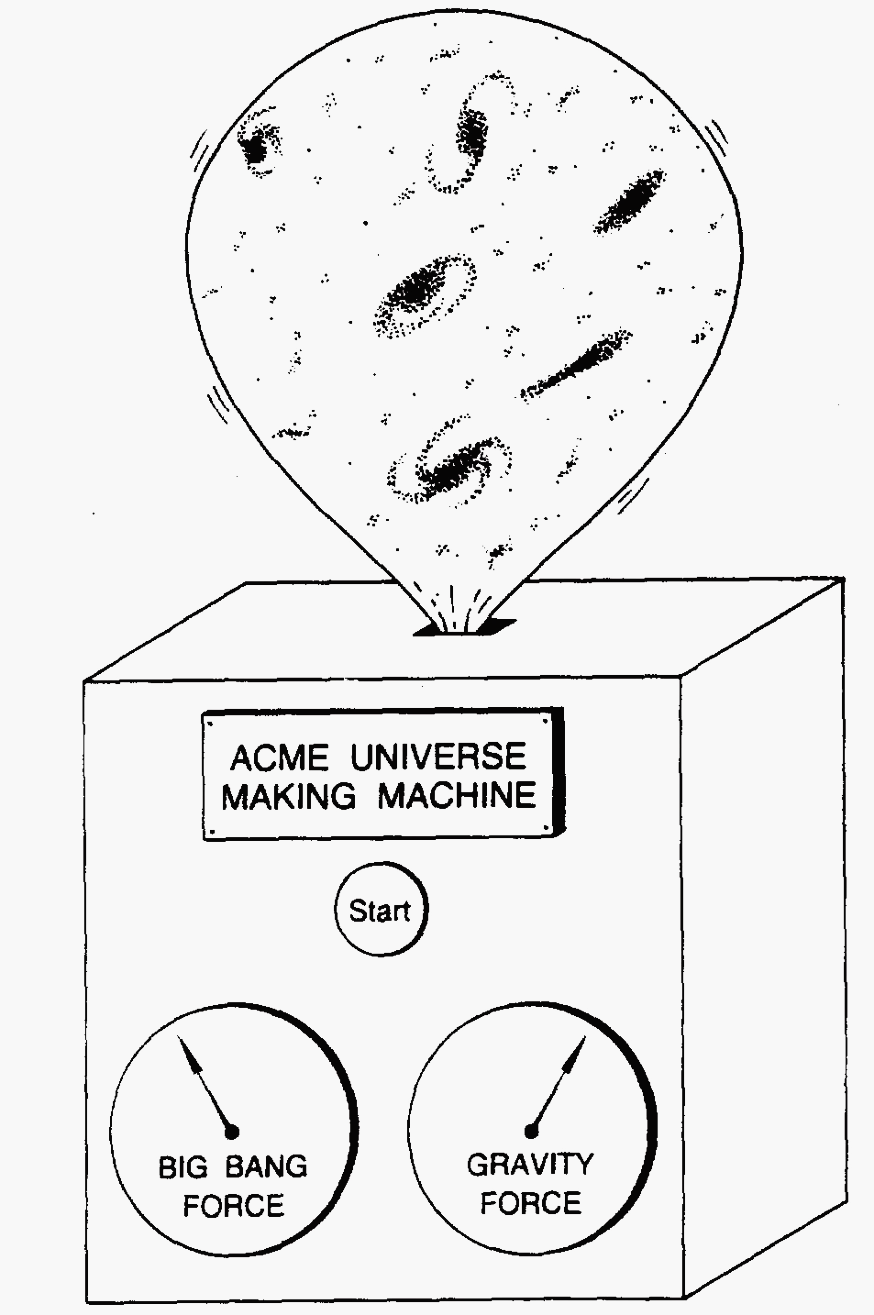 ACME UNIVERSE
MAKING MACHINE
Start
BIG BANG
FORCE
GRAVITY
FORCE